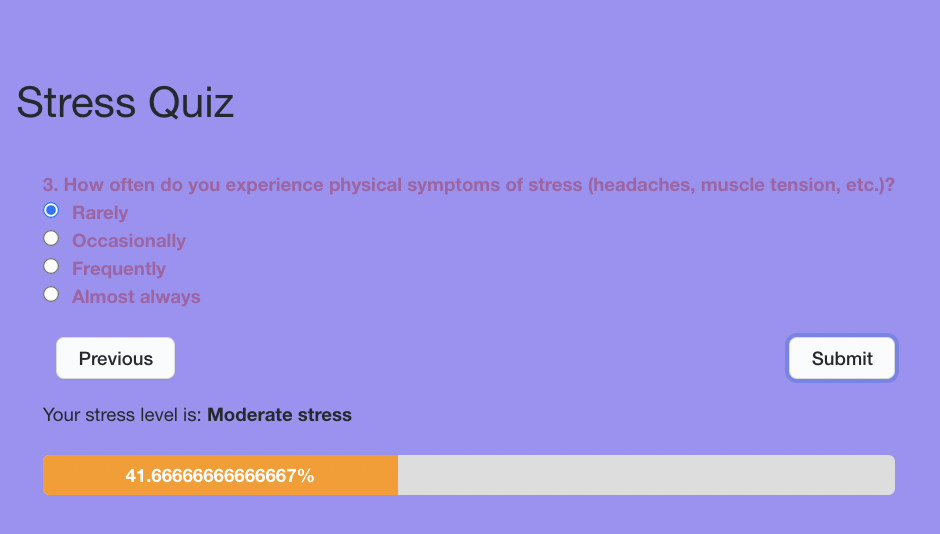 Stress Quiz
3. How often do you experience physical symptoms of stress (headaches, muscle tension, etc.)?
Rarely
Occasionally
Frequently
Almost always
Previous
Submit
Your stress level is: Moderate stress
41.66666666666667%